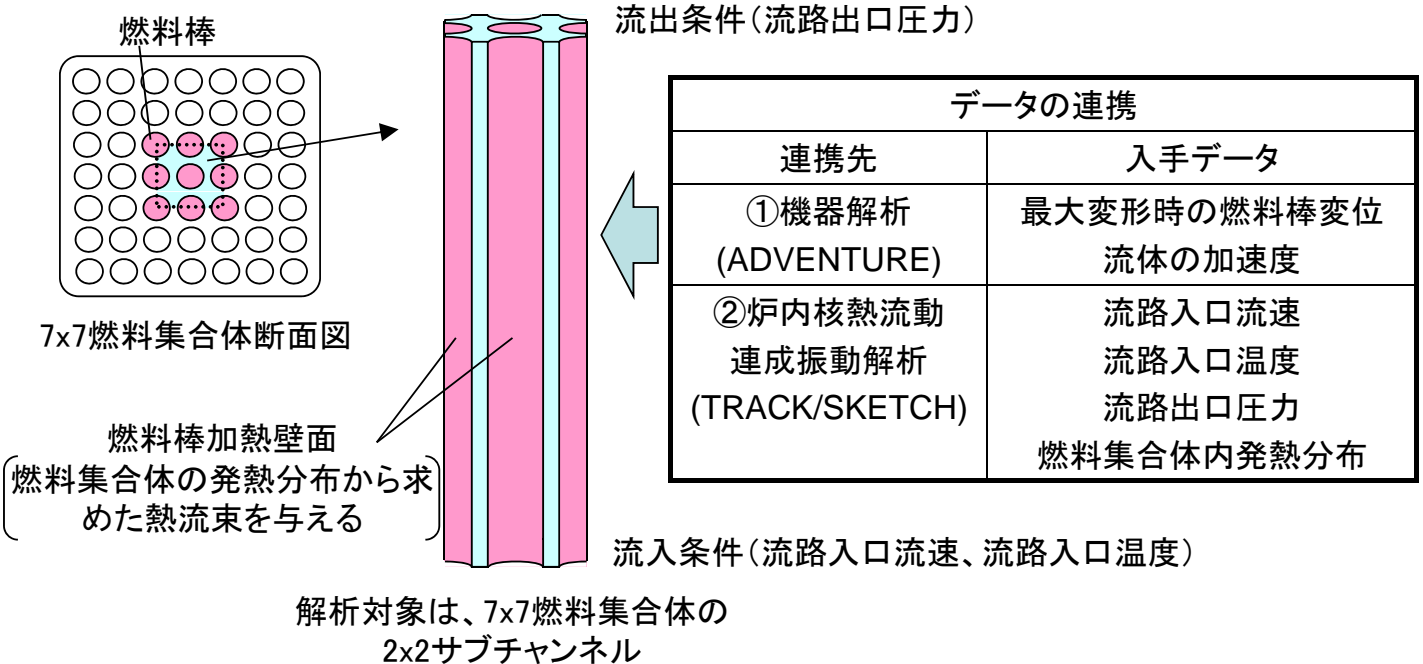 燃料棒
7x7燃料集合体断面図
燃料棒加熱壁面
燃料集合体の発熱分布から求
めた熱流束を与える
流出条件（流路出口圧力）
データの連携
連携先
入手データ
①機器解析
(ADVENTURE)
最大変形時の燃料棒変位
流体の加速度
②炉内核熱流動
連成振動解析
(TRACK/SKETCH)
流路入口流速
流路入口温度
流路出口圧力
燃料集合体内発熱分布
流入条件（流路入口流速、流路入口温度）
解析対象は、7x7燃料集合体の
2x2サブチャンネル